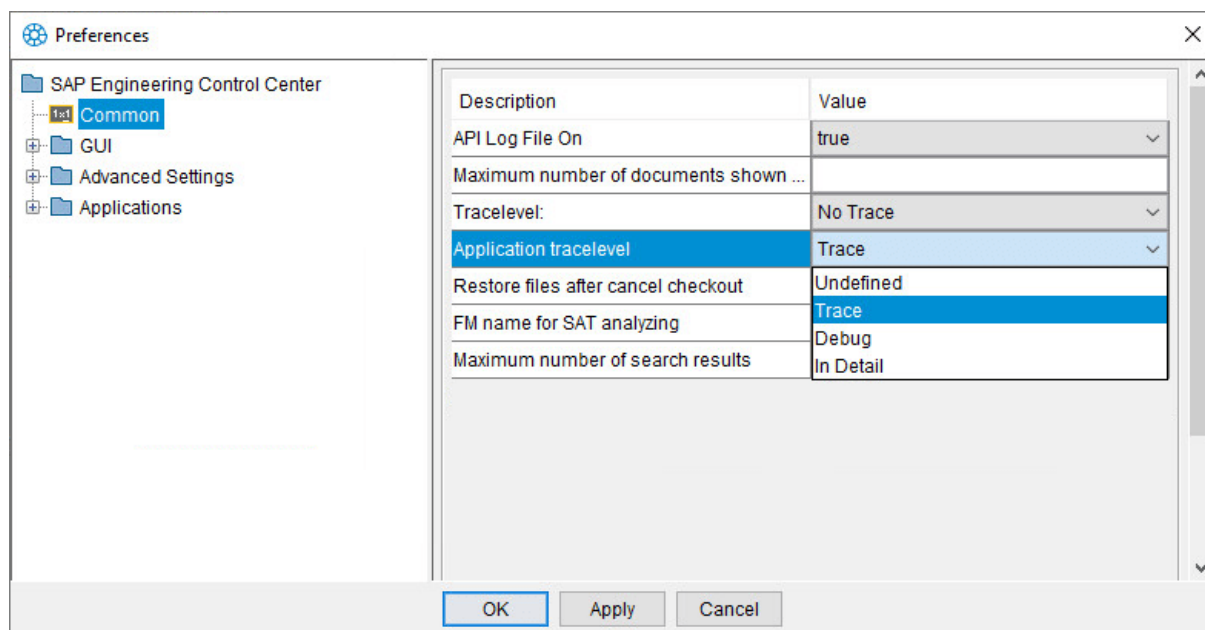 Preferences
SAP Engineering Control Center
1x1 Common
GUI
Advanced Settings
Applications
Description Value
API Log File On true
Maximum number of documents shown ...
Tracelevel: No Trace
Application tracelevel Trace
Restore files after cancel checkout
Undefined
Trace
FM name for SAT analyzing
Debug
Maximum number of search results
In Detail
OK Apply Cancel